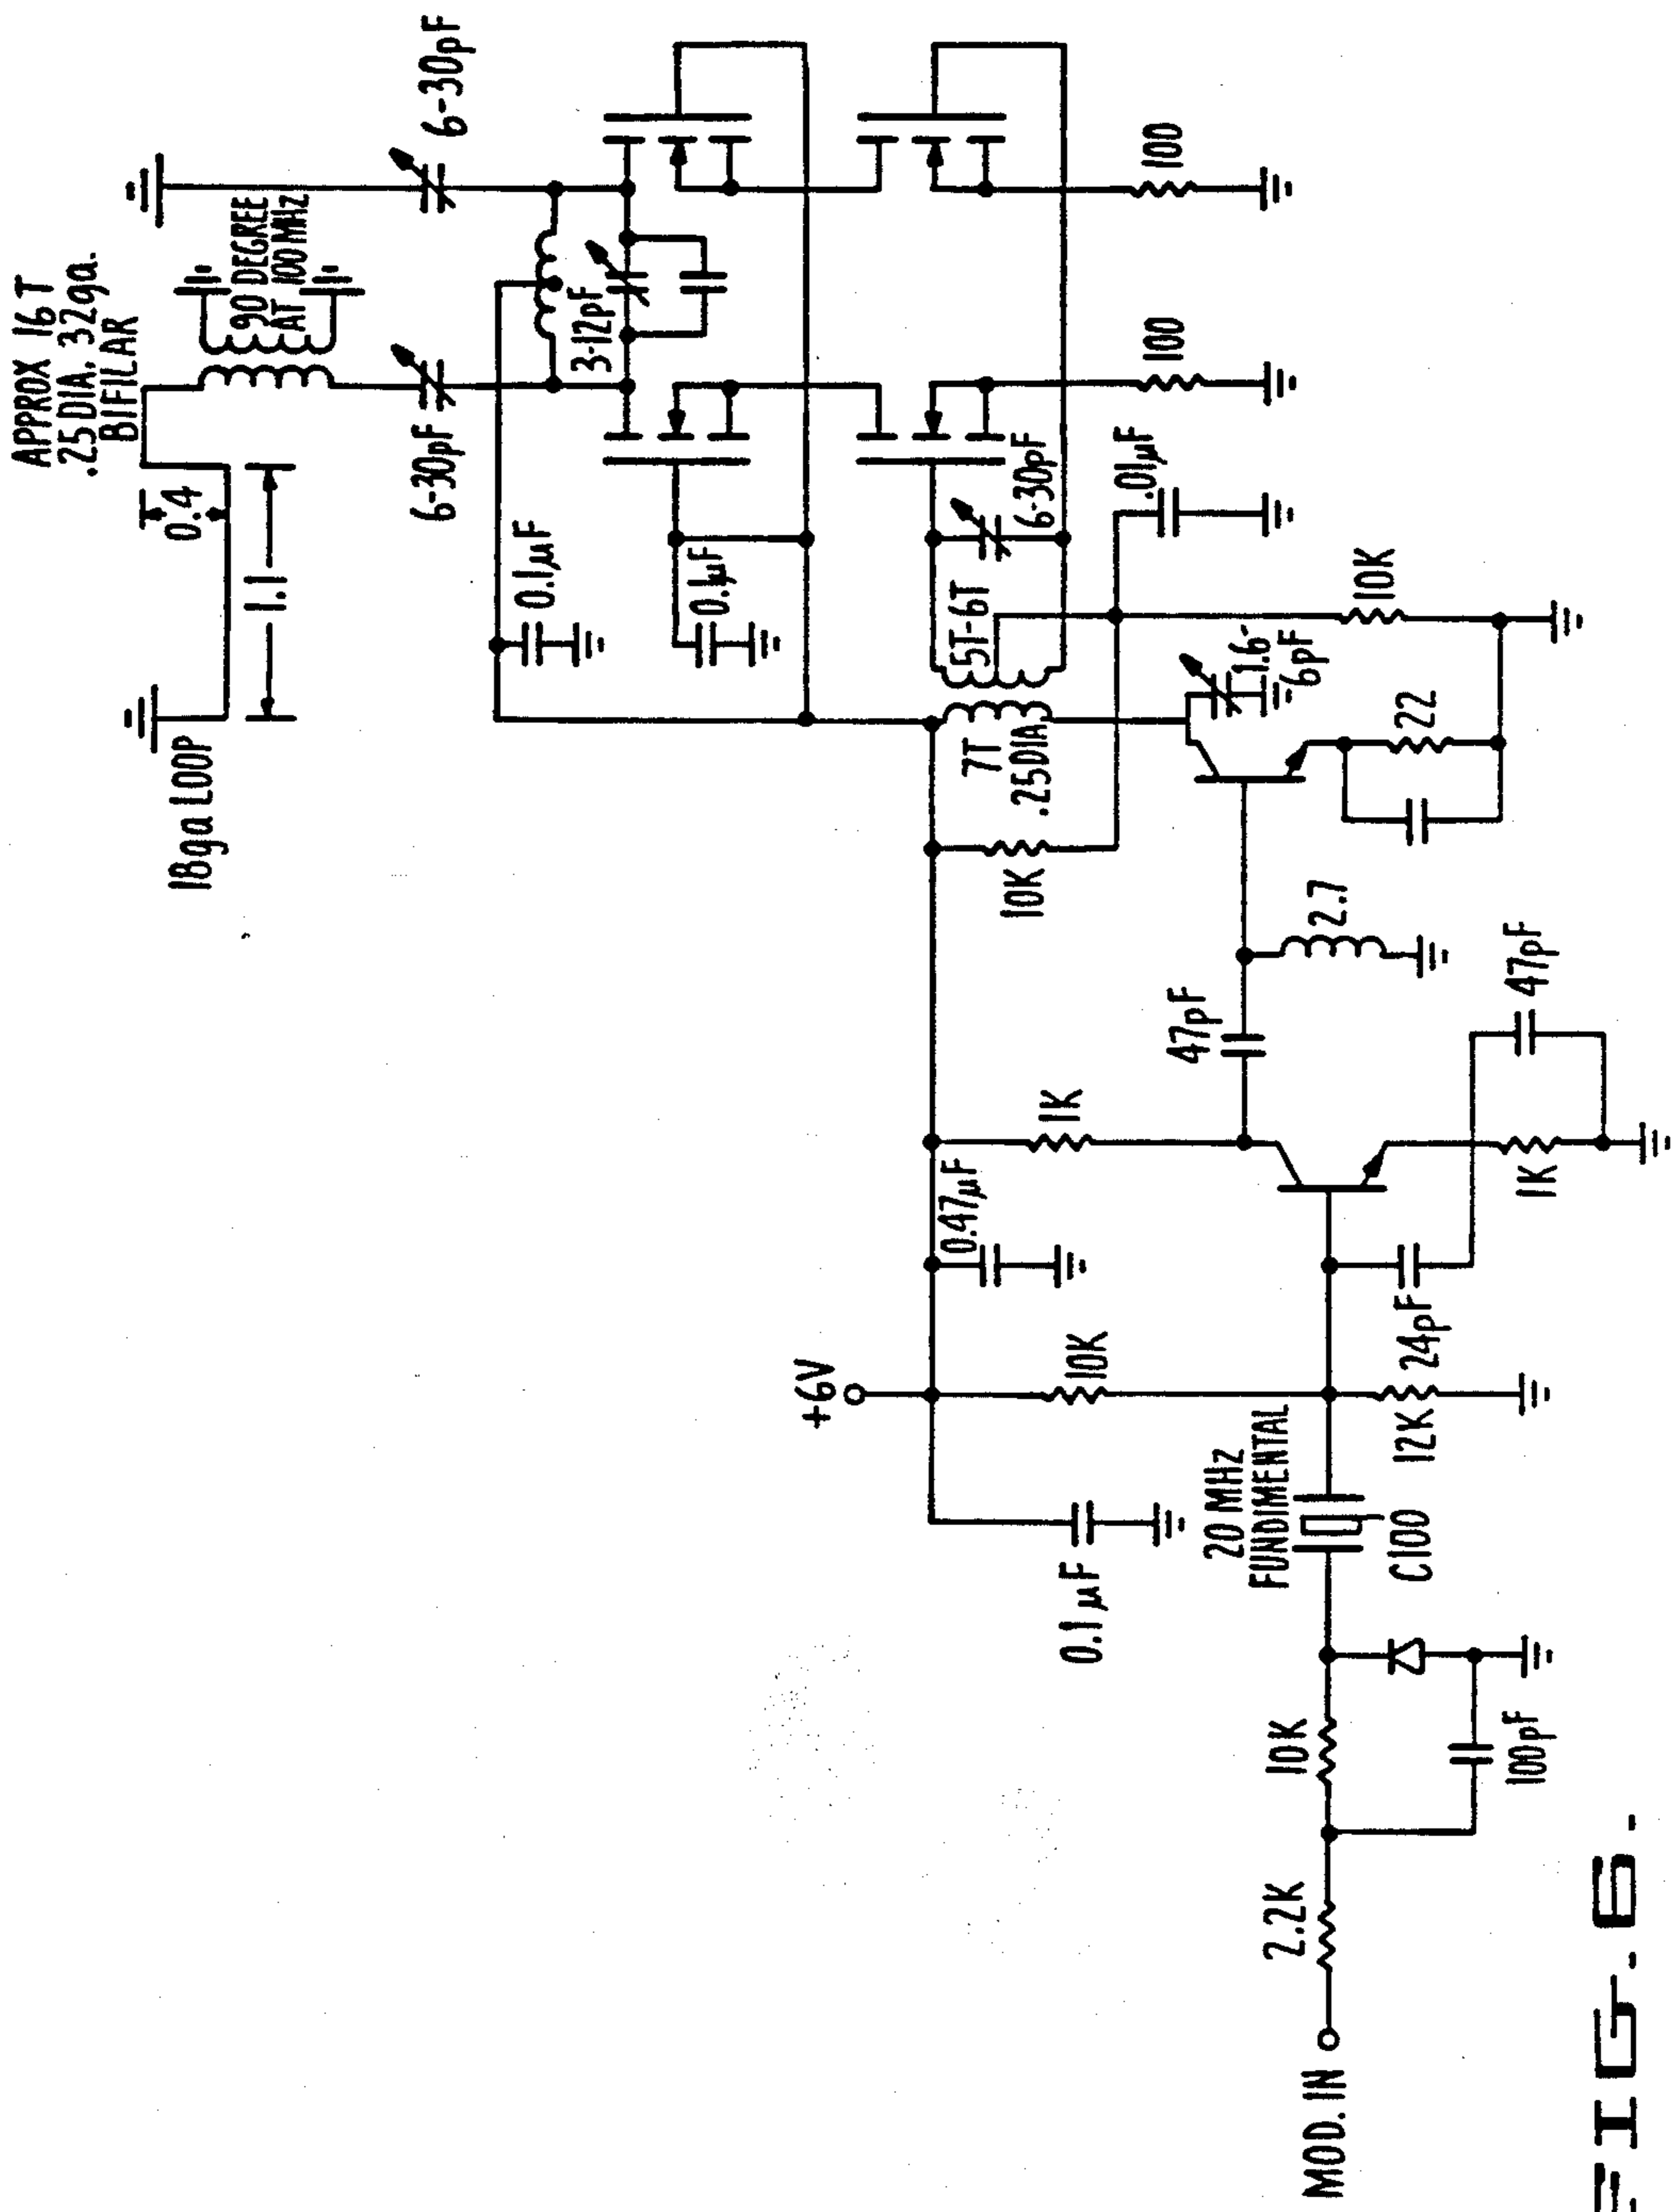 APPROX 16 T
.25 DIA. 32ga.
BIFILAR
90 DEGREE
AT 100 MHz
0.4
1.1
18ga LOOP
6-30pF
6-30pF
3-12pF
0.1µF
0.1µF
100
100
6-30pF
.01µF
5T-6T
7T
.25DIA.
10K
10K
1.6-
6pF
22
2.7
47pF
47pF
1K
1K
0.47µF
+6V
10K
24pF
12K
20 MHz
FUNDIMENTAL
C100
0.1µF
10K
100pF
2.2K
MOD. IN
FIG. 6.